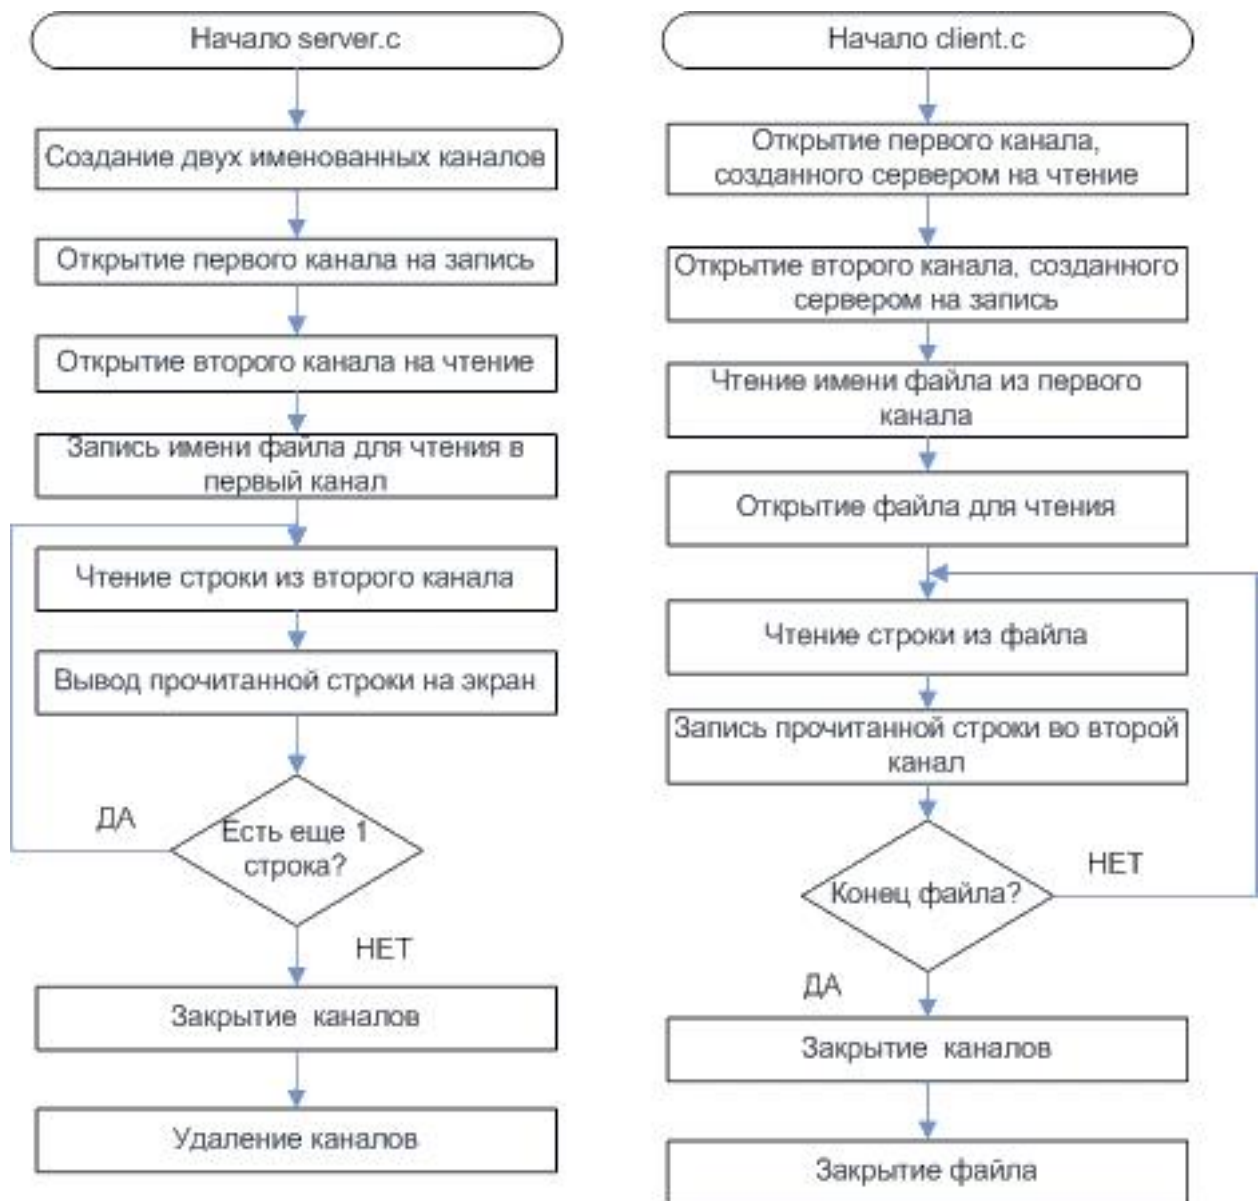 Начало server.c
Создание двух именованных каналов
Открытие первого канала на запись
Открытие второго канала на чтение
Запись имени файла для чтения в
первый канал
Чтение строки из второго канала
Вывод прочитанной строки на экран
ДА
Есть еще 1
строка?
НЕТ
Закрытие каналов
Удаление каналов
Начало client.c
Открытие первого канала,
созданного сервером на чтение
Открытие второго канала, созданного
сервером на запись
Чтение имени файла из первого
канала
Открытие файла для чтения
Чтение строки из файла
Запись прочитанной строки во второй
канал
Конец файла?
НЕТ
ДА
Закрытие каналов
Закрытие файла